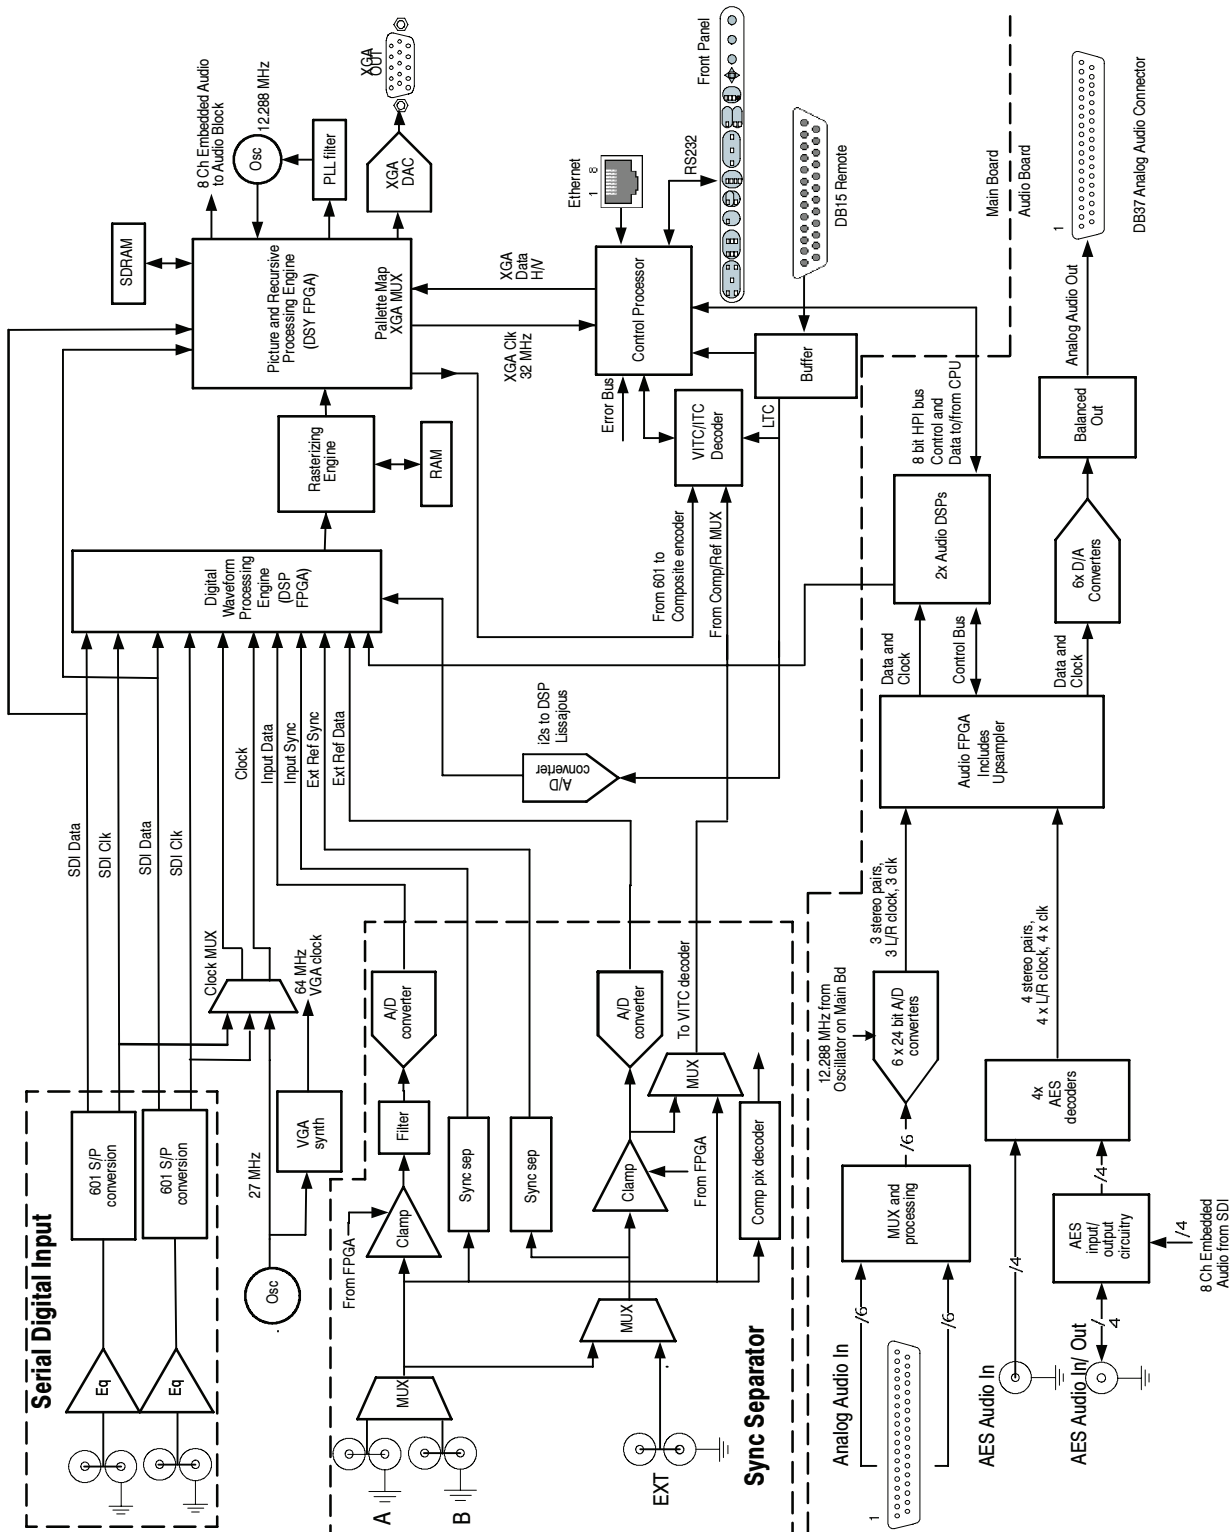 Serial Digital Input
Eq
Eq
601 S/P
conversion
601 S/P
conversion
SDI Data
SDI Clk
SDI Data
SDI Clk
Osc
27 MHz
VGA
synth
64 MHz
VGA clock
Clock MUX
Clock
Input Data
Input Sync
Ext Ref Sync
Ext Ref Data
Digital
Waveform
Processing
Engine
(DSP
FPGA)
Rasterizing
Engine
RAM
SDRAM
Picture and Recursive
Processing Engine
(DSY FPGA)
Pallette Map
XGA MUX
8 Ch Embedded Audio
to Audio Block
Osc
12.288 MHz
PLL filter
XGA
DAC
XGA
OUT
Sync Separator
A
B
EXT
MUX
MUX
From FPGA
Clamp
Filter
A/D
converter
Sync sep
Sync sep
Clamp
From FPGA
A/D
converter
MUX
To VITC decoder
Comp pix decoder
A/D
converter
i2s to DSP
Lissajous
From 601 to
Composite encoder
From Comp/Ref MUX
VITC/ITC
Decoder
LTC
Error Bus
XGA Clk
32 MHz
XGA
Data
H/V
Control Processor
Buffer
Ethernet
1 8
RS232
Front Panel
DB15 Remote
Main Board
Audio Board
Analog Audio In
1
/6
/6
MUX and
processing
/6
12.288 MHz from
Oscillator on Main Bd
6 x 24 bit A/D
converters
3 stereo pairs,
3 L/R clock, 3 clk
AES Audio In
/4
AES Audio In/ Out
/
4
AES
input/
output
circuitry
/4
8 Ch Embedded
Audio from SDI
/4
4x
AES
decoders
4 stereo pairs,
4 x L/R clock, 4 x clk
Audio FPGA
Includes
Upsampler
Data and
Clock
Control Bus
Data and
Clock
2x Audio DSPs
8 bit HPI bus
Control and
Data to/from CPU
6x D/A
Converters
Balanced
Out
Analog Audio Out
1
DB37 Analog Audio Connector